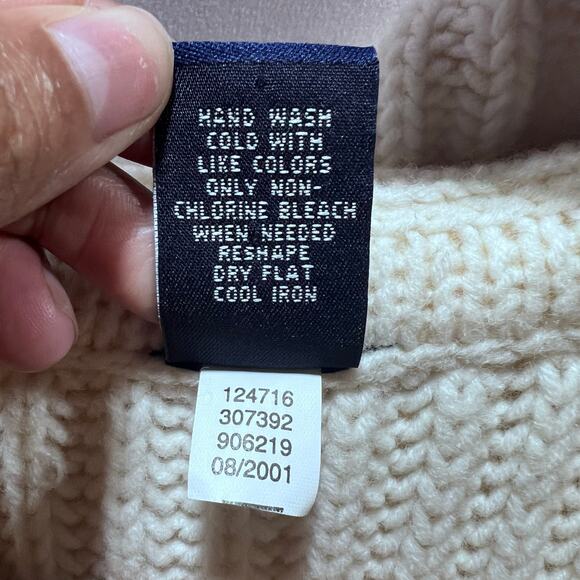 HAND WASH
COLD WITH
LIKE COLORS
ONLY NON-
CHLORINE BLEACH
WHEN NEEDED
RESHAPE
DRY FLAT
COOL IRON
124716
307392
906219
08/2001